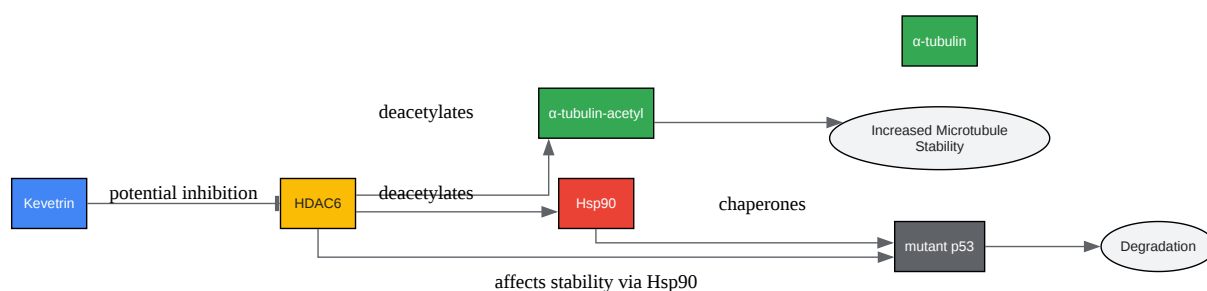 α-tubulin
deacetylates
α-tubulin-acetyl
Increased Microtubule
Stability
Kevetrin
potential inhibition
HDAC6
deacetylates
Hsp90
chaperones
mutant p53
Degradation
affects stability via Hsp90